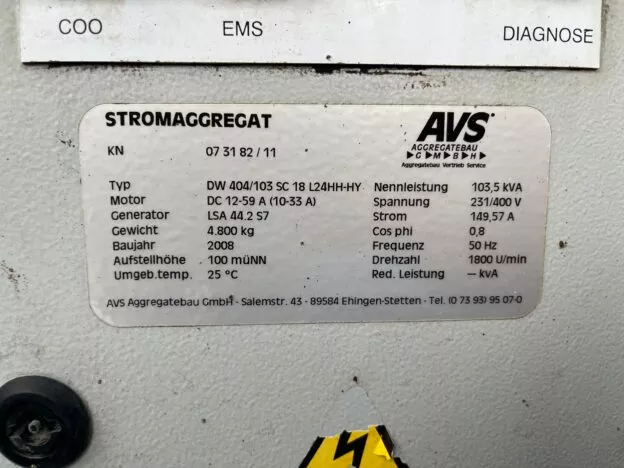 COO EMS DIAGNOSE
STROMAGGREGAT
AVS
AGGREGATEBAU
G M B H
Aggregatebau Vertrieb Service
KN 07 31 82 / 11
Typ DW 404/103 SC 18 L24HH-HY Nennleistung 103,5 kVA
Motor DC 12-59 A (10-33 A) Spannung 231/400 V
Generator LSA 44.2 S7 Strom 149,57 A
Gewicht 4.800 kg Cos phi 0,8
Baujahr 2008 Frequenz 50 Hz
Aufstellhöhe 100 müNN Drehzahl 1800 U/min
Umgeb.temp. 25 °C Red. Leistung — kVA
AVS Aggregatebau GmbH - Salemstr. 43 - 89584 Ehingen-Stetten - Tel. (0 73 93) 95 07-0